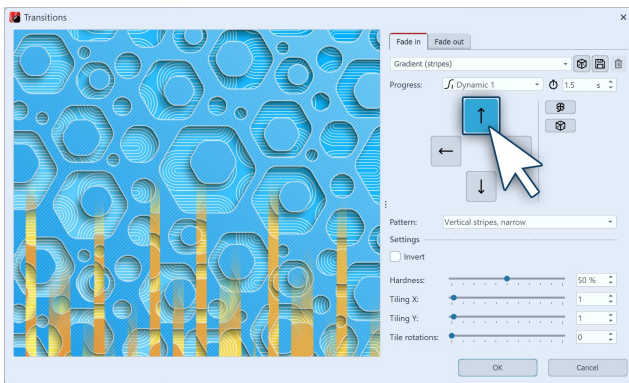 Transitions
Fade in Fade out
Gradient (stripes)
Progress: Dynamic 1 1.5 s
Pattern: Vertical stripes, narrow
Settings
Invert
Hardness: 50 %
Tiling X: 1
Tiling Y: 1
Tile rotations: 0
OK Cancel